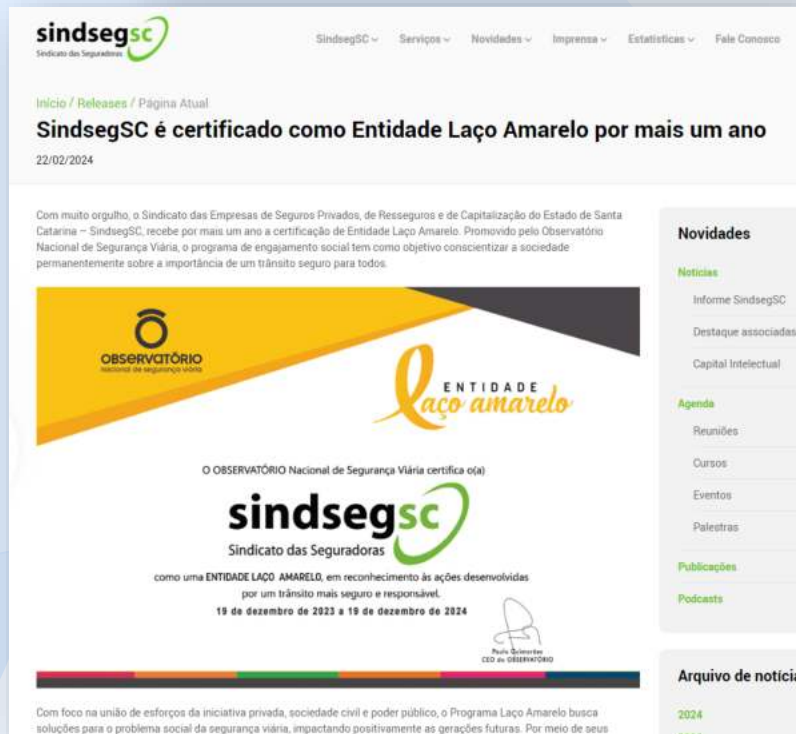 sindsegsc
Sindicato das Seguradoras
SindsegSC Serviços Novidades Imprensa Estatísticas Fale Conosco
Início / Releases / Página Atual
SindsegSC é certificado como Entidade Laço Amarelo por mais um ano
22/02/2024
Com muito orgulho, o Sindicato das Empresas de Seguros Privados, de Resseguros e de Capitalização do Estado de Santa
Catarina – SindsegSC, recebe por mais um ano a certificação de Entidade Laço Amarelo. Promovido pelo Observatório
Nacional de Segurança Viária, o programa de engajamento social tem como objetivo conscientizar a sociedade
permanentemente sobre a importância de um trânsito seguro para todos.
OBSERVATÓRIO
nacional de segurança viária
ENTIDADE
laço amarelo
O OBSERVATÓRIO Nacional de Segurança Viária certifica o(a)
sindsegsc
Sindicato das Seguradoras
como uma ENTIDADE LAÇO AMARELO, em reconhecimento às ações desenvolvidas
por um trânsito mais seguro e responsável.
19 de dezembro de 2023 a 19 de dezembro de 2024
Paulo Guimarães
CEO do OBSERVATÓRIO
Com foco na união de esforços da iniciativa privada, sociedade civil e poder público, o Programa Laço Amarelo busca
soluções para o problema social da segurança viária, impactando positivamente as gerações futuras. Por meio de seus
Novidades
Notícias
Informe SindsegSC
Destaque associadas
Capital Intelectual
Agenda
Reuniões
Cursos
Eventos
Palestras
Publicações
Podcasts
Arquivo de notícia
2024